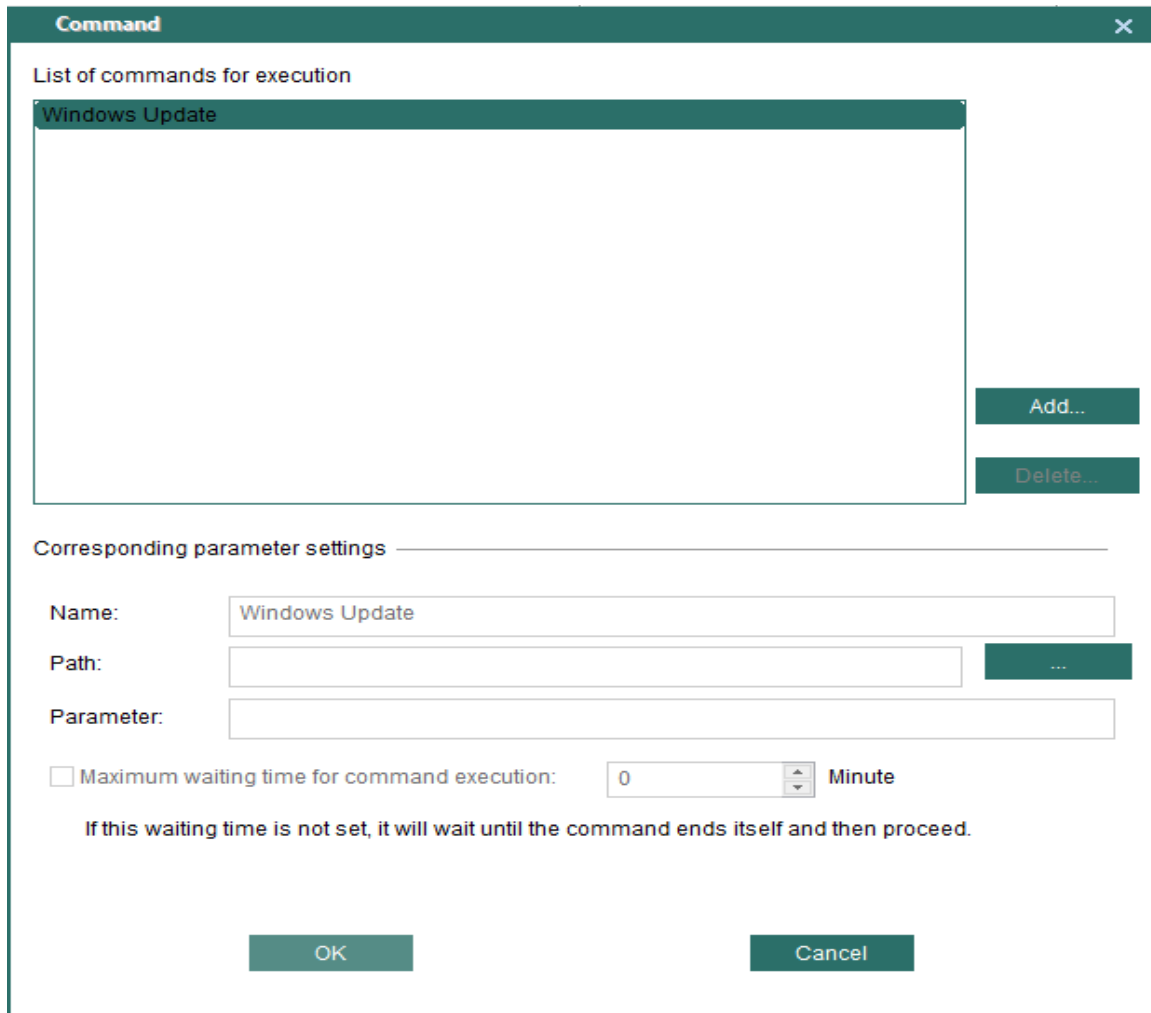 Command
List of commands for execution
Windows Update
Add...
Delete...
Corresponding parameter settings
Name: Windows Update
Path: ...
Parameter:
Maximum waiting time for command execution: 0 Minute
If this waiting time is not set, it will wait until the command ends itself and then proceed.
OK Cancel